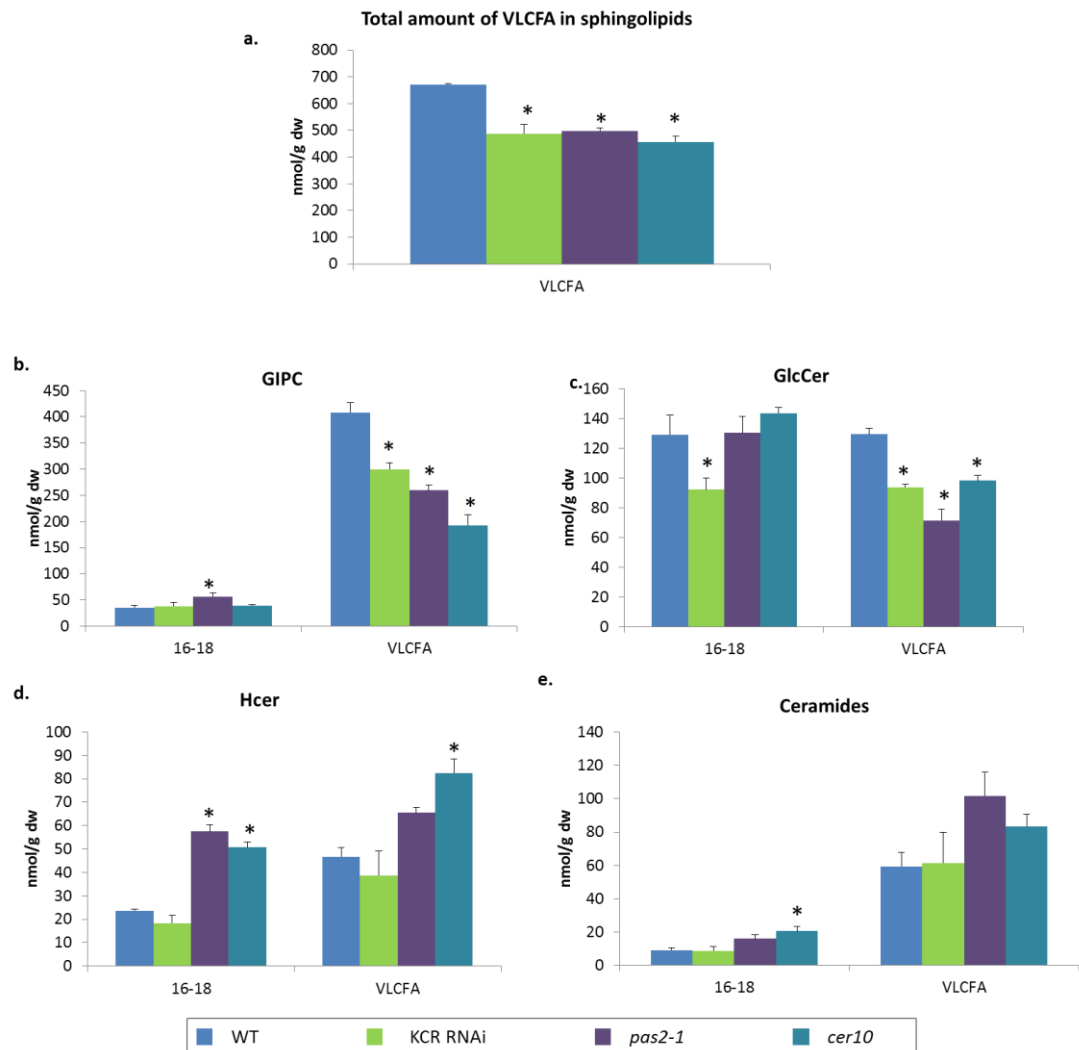 Total amount of VLCFA in sphingolipids
a.
800
700
600
500
400
300
200
100
0
nmol/g dw
* * *
VLCFA
b.
GIPC
450
400
350
300
250
200
150
100
50
0
nmol/g dw
* * * *
16-18 VLCFA
c.
GlcCer
160
140
120
100
80
60
40
20
0
nmol/g dw
* * * *
16-18 VLCFA
d.
Hcer
100
90
80
70
60
50
40
30
20
10
0
nmol/g dw
* * *
16-18 VLCFA
e.
Ceramides
140
120
100
80
60
40
20
0
nmol/g dw
*
16-18 VLCFA
WT KCR RNAi pas2-1 cer10